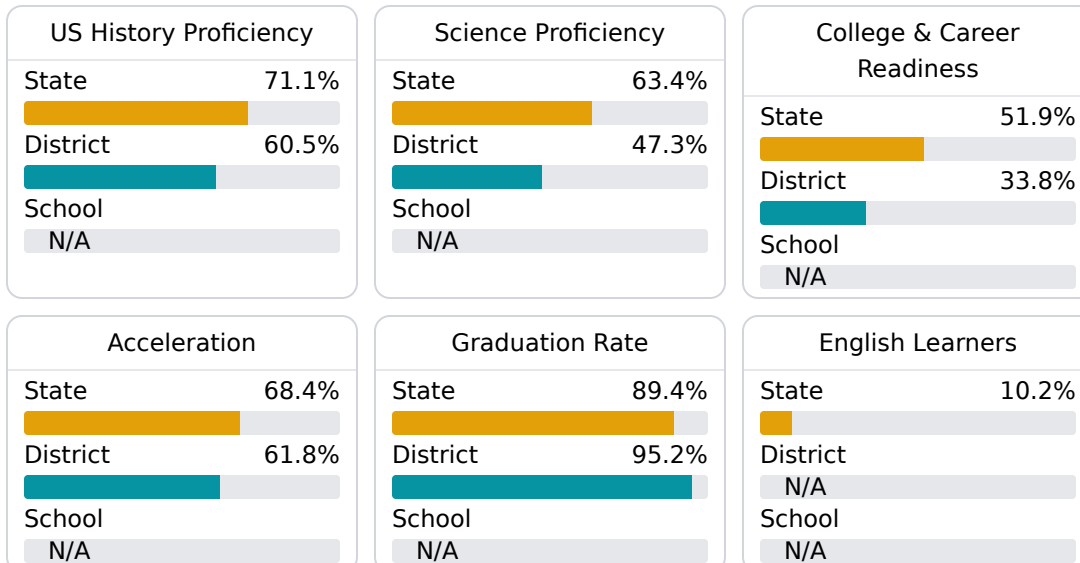 US History Proficiency
State 71.1%
District 60.5%
School
N/A
Science Proficiency
State 63.4%
District 47.3%
School
N/A
College & Career
Readiness
State 51.9%
District 33.8%
School
N/A
Acceleration
State 68.4%
District 61.8%
School
N/A
Graduation Rate
State 89.4%
District 95.2%
School
N/A
English Learners
State 10.2%
District
N/A
School
N/A